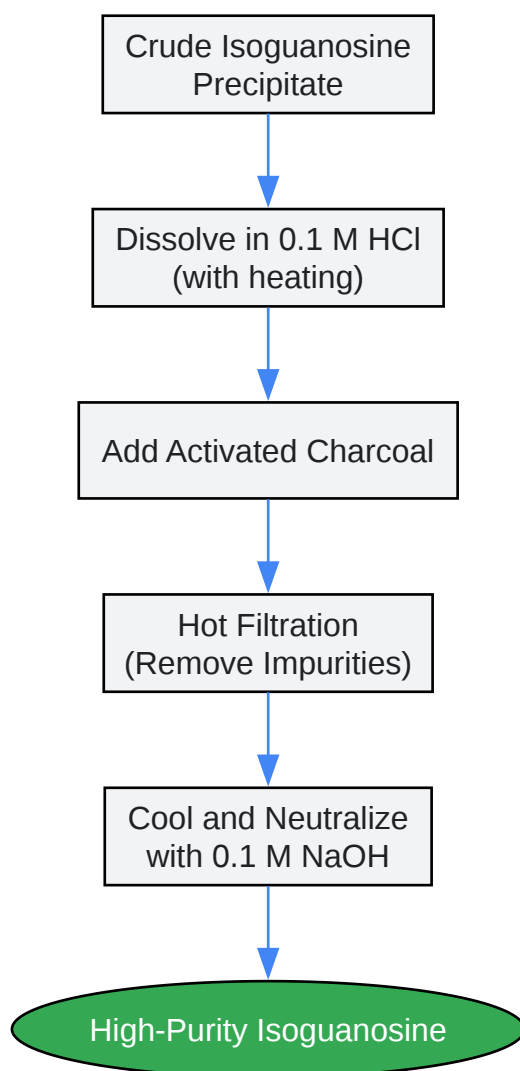 Crude Isoguanosine
Precipitate
Dissolve in 0.1 M HCl
(with heating)
Add Activated Charcoal
Hot Filtration
(Remove Impurities)
Cool and Neutralize
with 0.1 M NaOH
High-Purity Isoguanosine